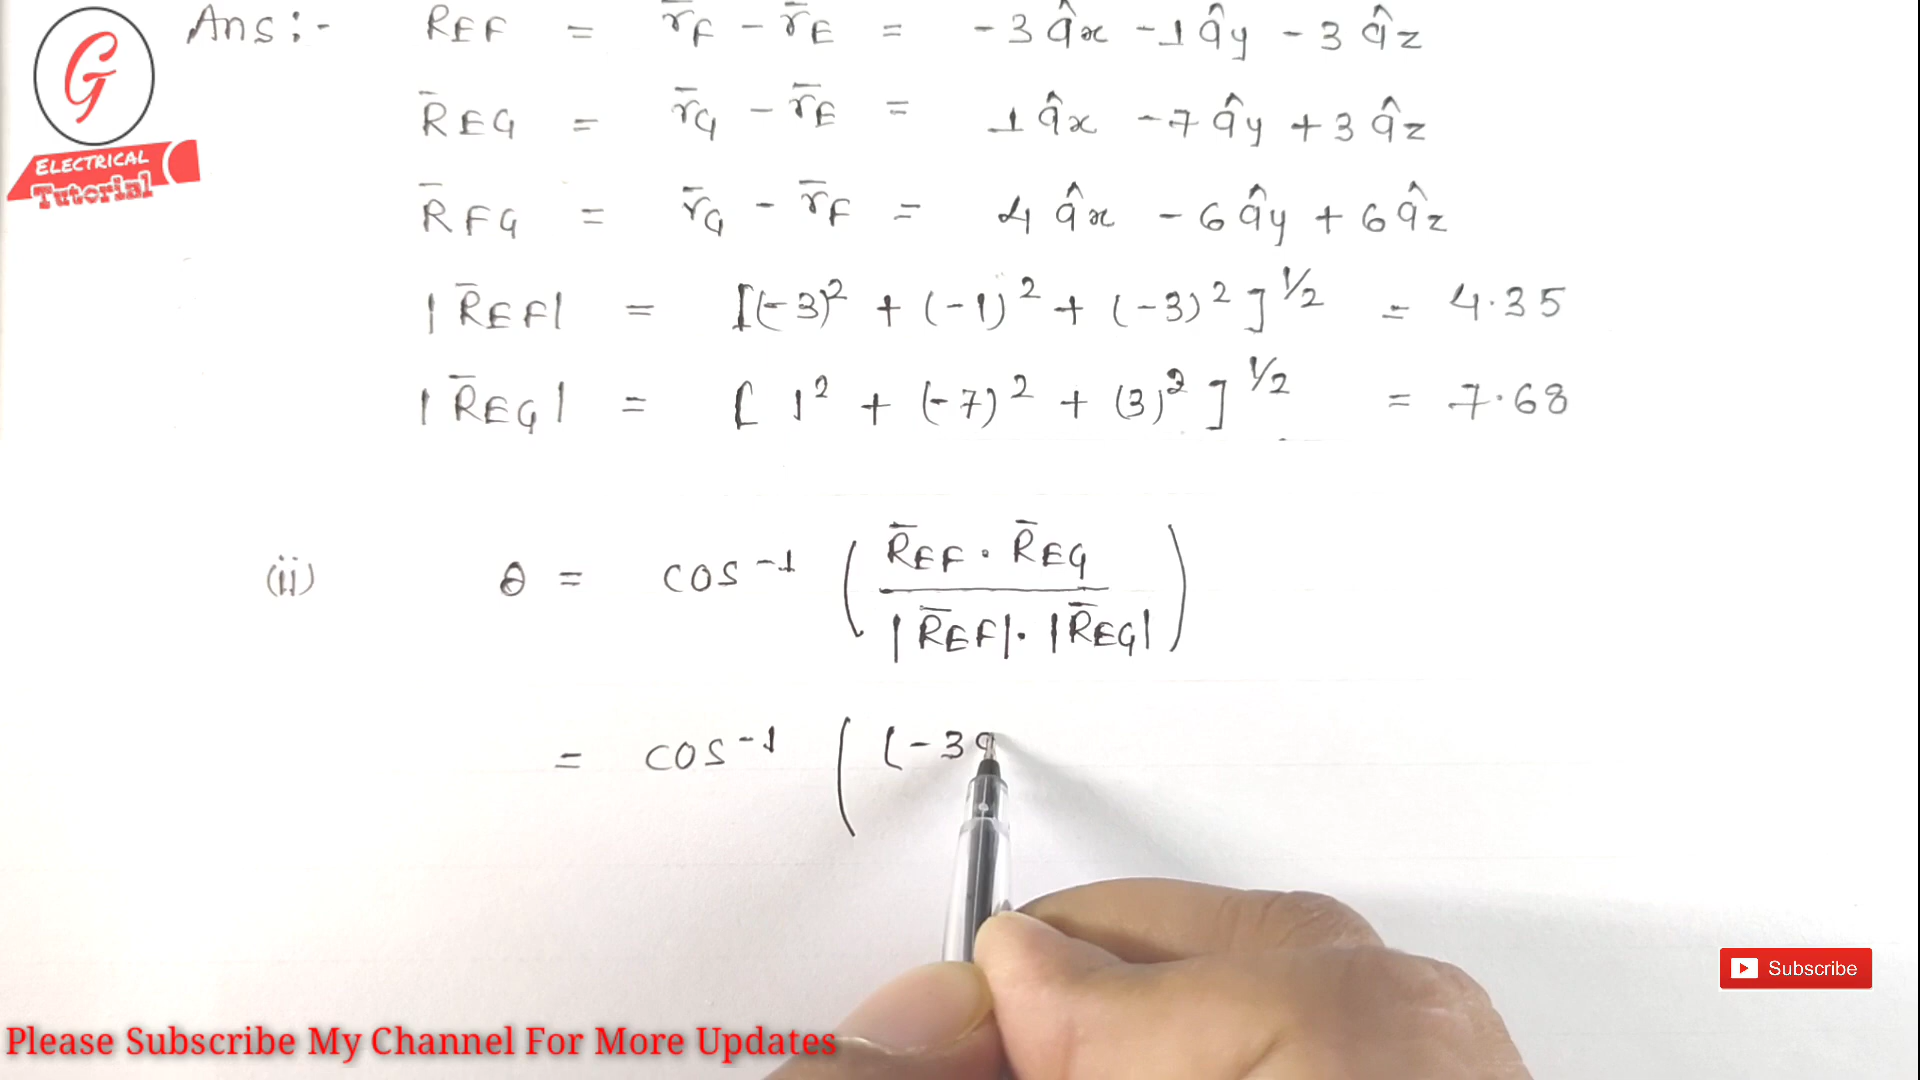 G
ELECTRICAL
Tutorial
Ans:- REF = r̄F - r̄E = -3 âx -1 ây - 3 âz
R̄EG = r̄G - r̄E = 1 âx -7 ây + 3 âz
R̄FG = r̄G - r̄F = 4 âx - 6 ây + 6 âz
|R̄EF| = [(-3)² + (-1)² + (-3)²]^1/2 = 4.35
|R̄EG| = [1² + (-7)² + (3)²]^1/2 = 7.68
(ii) θ = cos⁻¹ ( R̄EF . R̄EG / |R̄EF| . |R̄EG| )
= cos⁻¹ ( (-3a
Subscribe
Please Subscribe My Channel For More Updates